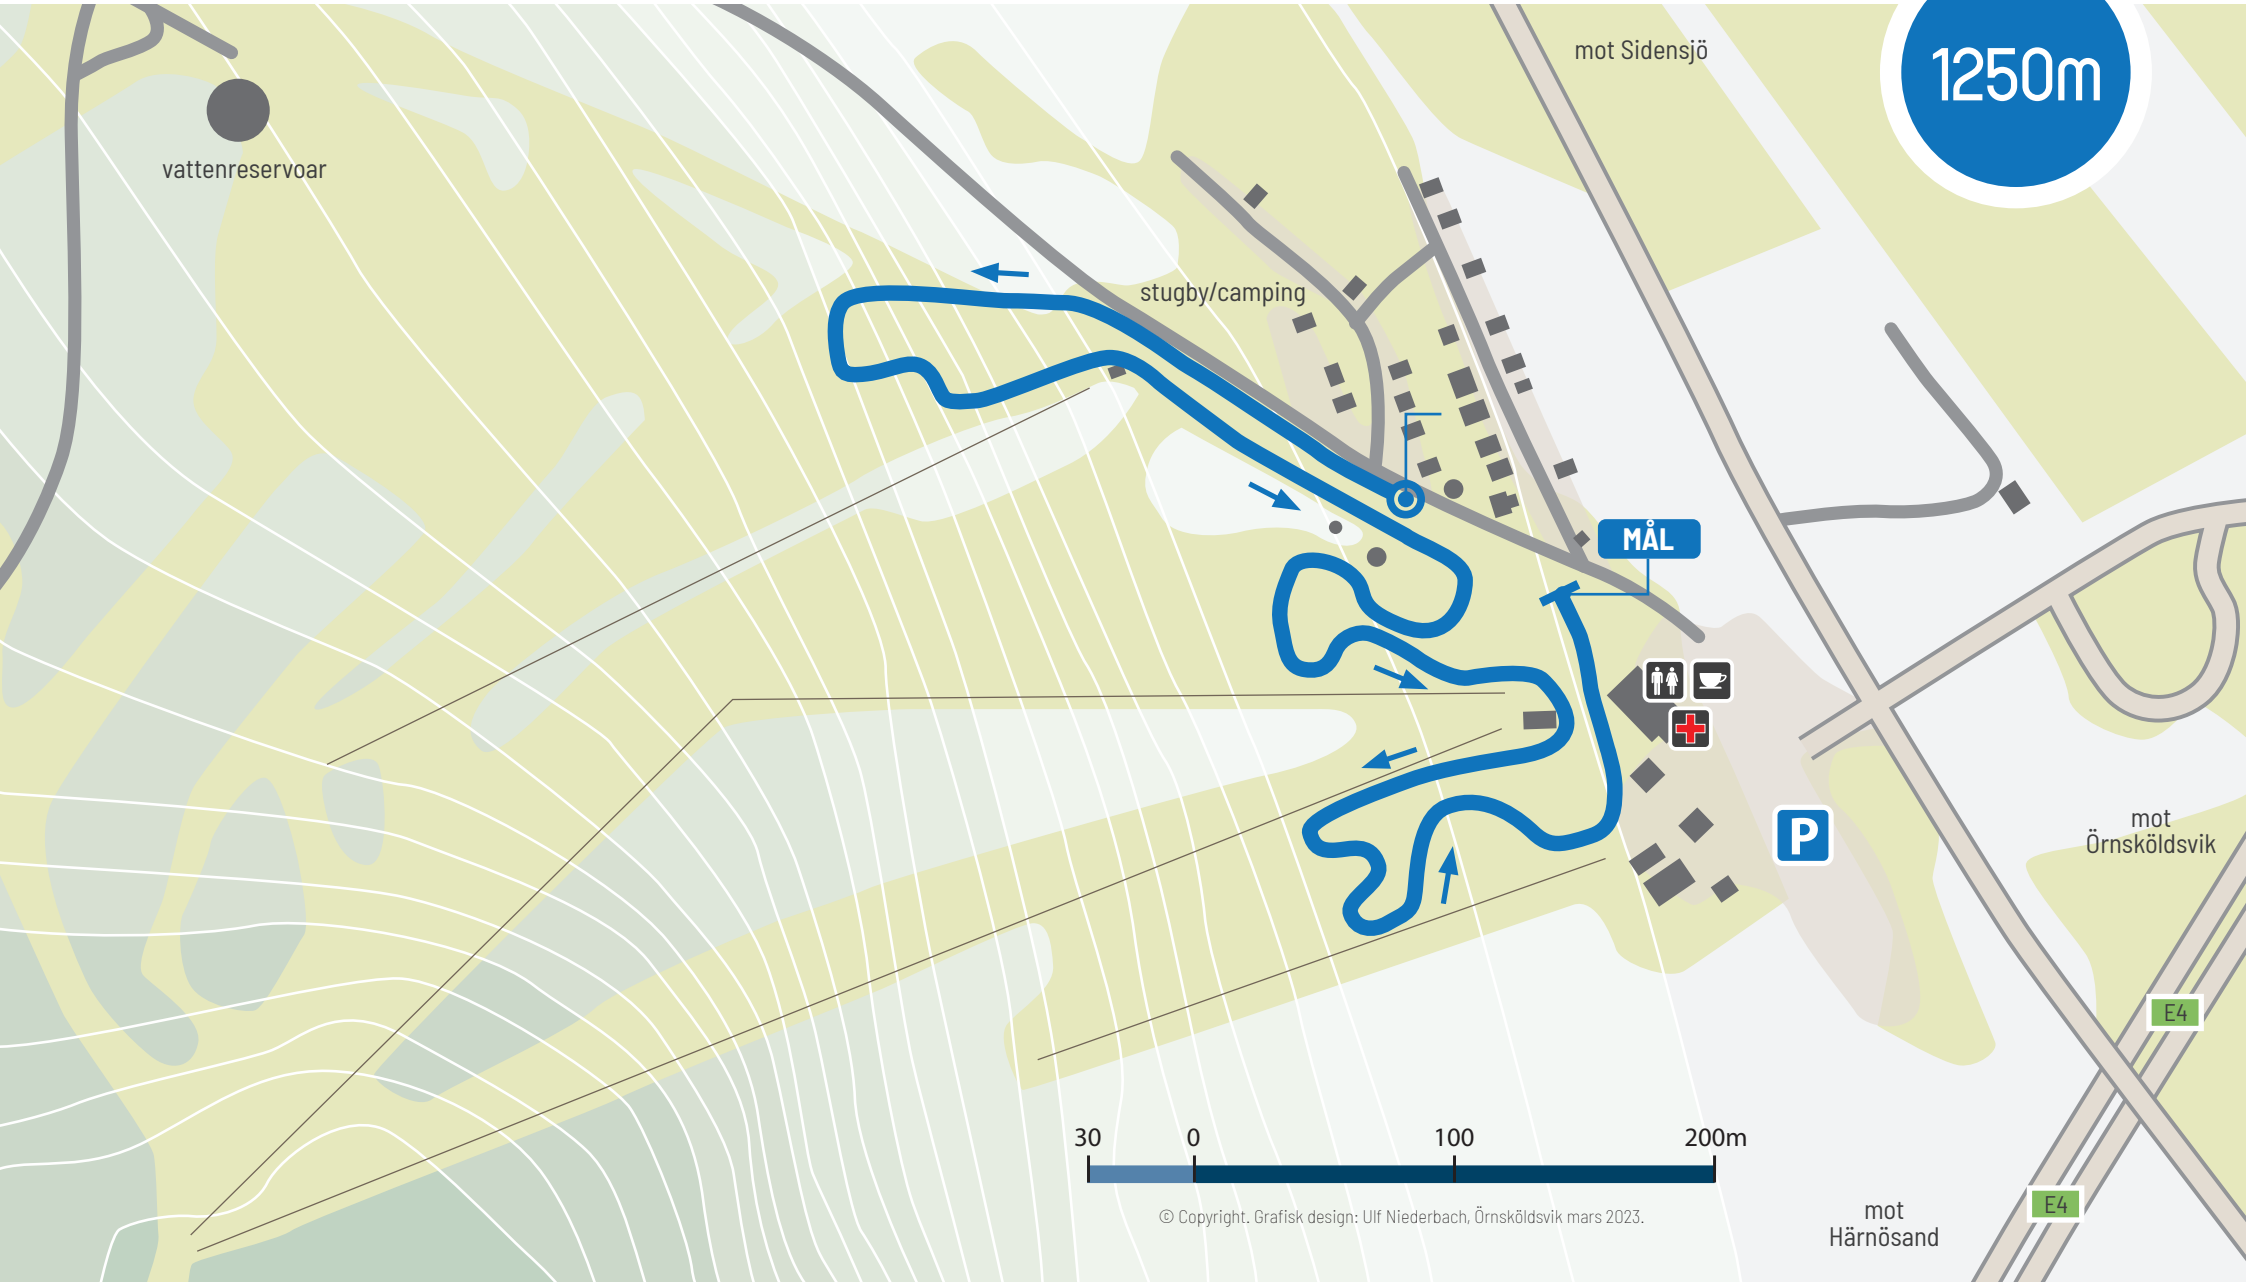 mot Sidensjö
1250m
vattenreservoar
stugby/camping
MÅL
P
mot
Örnsköldsvik
E4
30 0 100 200m
E4
© Copyright. Grafisk design: Ulf Niederbach, Örnsköldsvik mars 2023.
mot
Härnösand